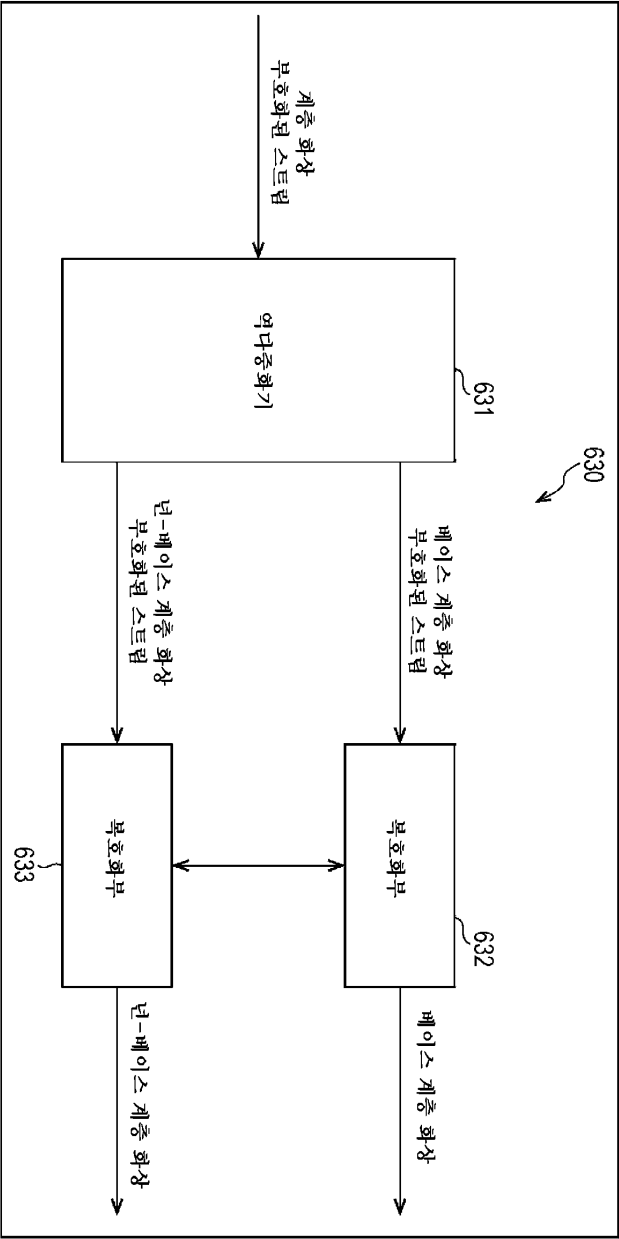 630
계층 화상
부호화된 스트림
역다중화기
631
베이스 계층 화상
부호화된 스트림
복호화부
632
베이스 계층 화상
넌-베이스 계층 화상
부호화된 스트림
복호화부
633
넌-베이스 계층 화상